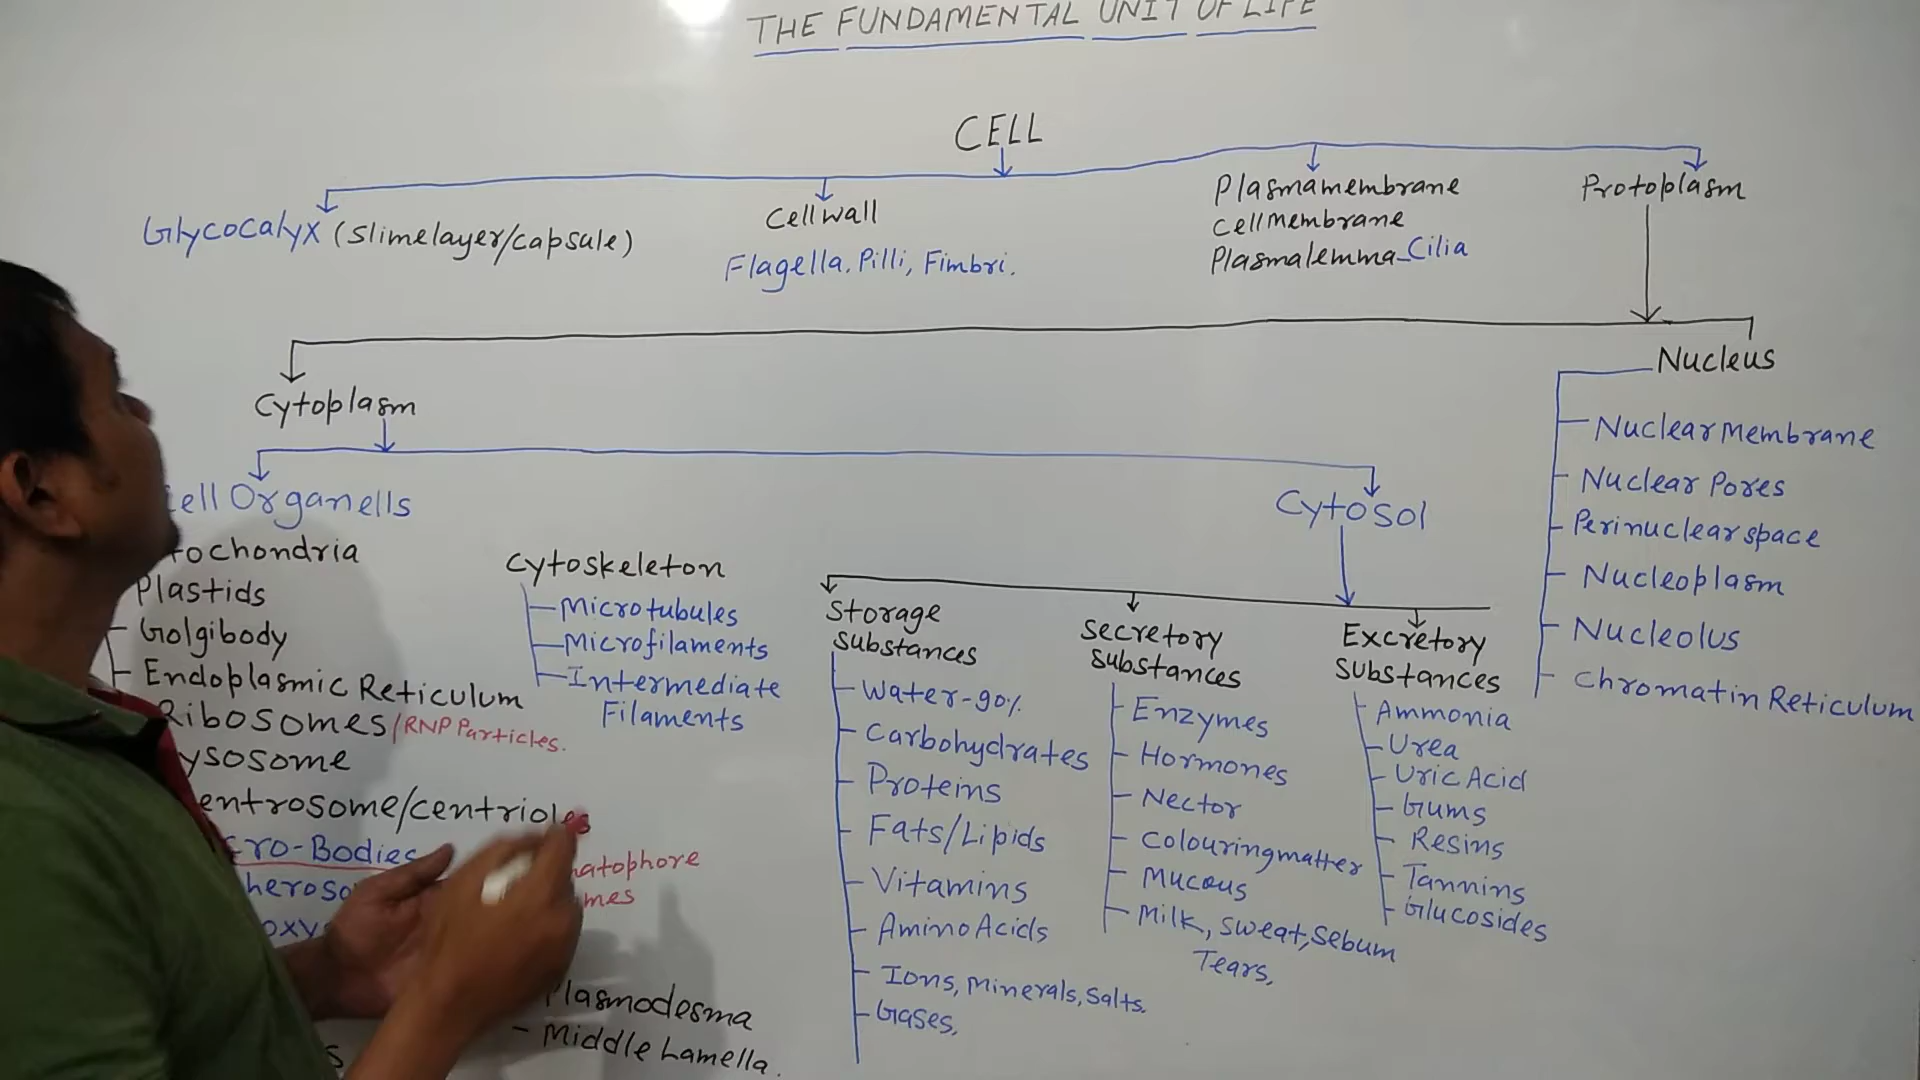 THE FUNDAMENTAL UNIT OF LIFE
CELL
Glycocalyx (slimelayer/capsule)
Cellwall
Flagella, Pilli, Fimbri.
Plasmamembrane
cellmembrane
Plasmalemma_Cilia
Protoplasm
Cytoplasm
Nucleus
Nuclear Membrane
Nuclear Pores
Perinuclear space
Nucleoplasm
Nucleolus
chromatin Reticulum
Organells
Plastids
Golgibody
Endoplasmic Reticulum
Ribosomes/RNP Particles.
/centrioles
Cytoskeleton
Microtubules
Microfilaments
Intermediate
Filaments
Plasmodesma
Middle Lamella.
Cytosol
Storage
substances
Water-90%
Carbohydrates
Proteins
Fats/Lipids
Vitamins
Amino Acids
Ions, Minerals, Salts.
Gases,
Secretory
substances
Enzymes
Hormones
Nector
Colouringmatter
Mucous
Milk, Sweat, Sebum
Tears,
Excretory
substances
Ammonia
Urea
Uric Acid
Gums
Resins
Tannins
Glucosides